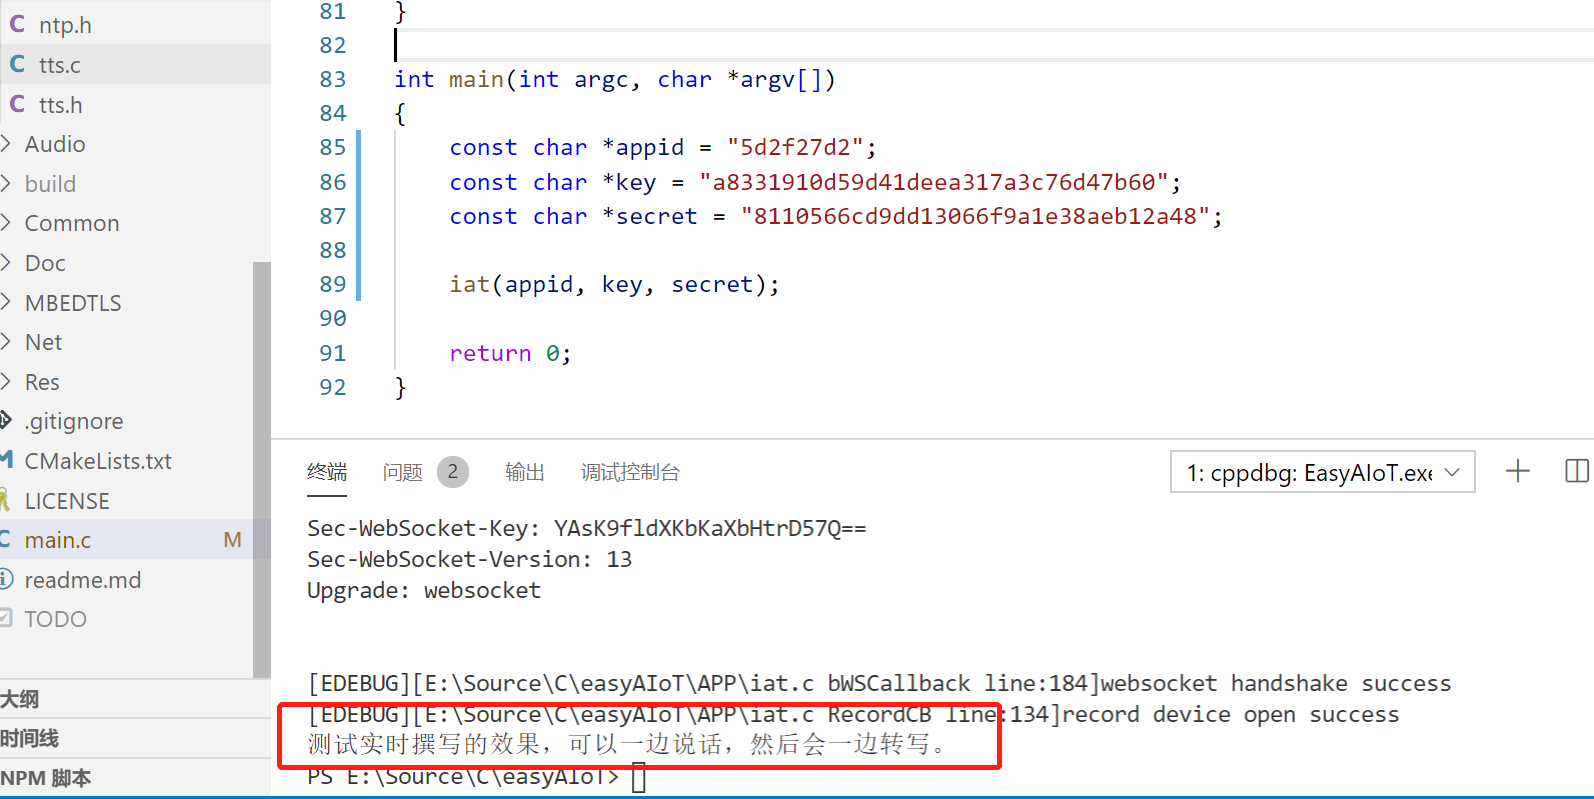 ntp.h
tts.c
tts.h
Audio
build
Common
Doc
MBEDTLS
Net
Res
.gitignore
CMakeLists.txt
LICENSE
main.c M
readme.md
TODO
大纲
时间线
NPM 脚本
81 }
82
83 int main(int argc, char *argv[])
84 {
85 const char *appid = "5d2f27d2";
86 const char *key = "a8331910d59d41deea317a3c76d47b60";
87 const char *secret = "8110566cd9dd13066f9a1e38aeb12a48";
88
89 iat(appid, key, secret);
90
91 return 0;
92 }
终端 问题 2 输出 调试控制台 1: cppdbg: EasyAIoT.exe
Sec-WebSocket-Key: YAsK9fldXKbKaXbHtrD57Q==
Sec-WebSocket-Version: 13
Upgrade: websocket
[EDEBUG][E:\Source\C\easyAIoT\APP\iat.c bWSCallback line:184]websocket handshake success
[EDEBUG][E:\Source\C\easyAIoT\APP\iat.c RecordCB line:134]record device open success
测试实时撰写的效果，可以一边说话，然后会一边转写。
PS E:\Source\C\easyAIoT>